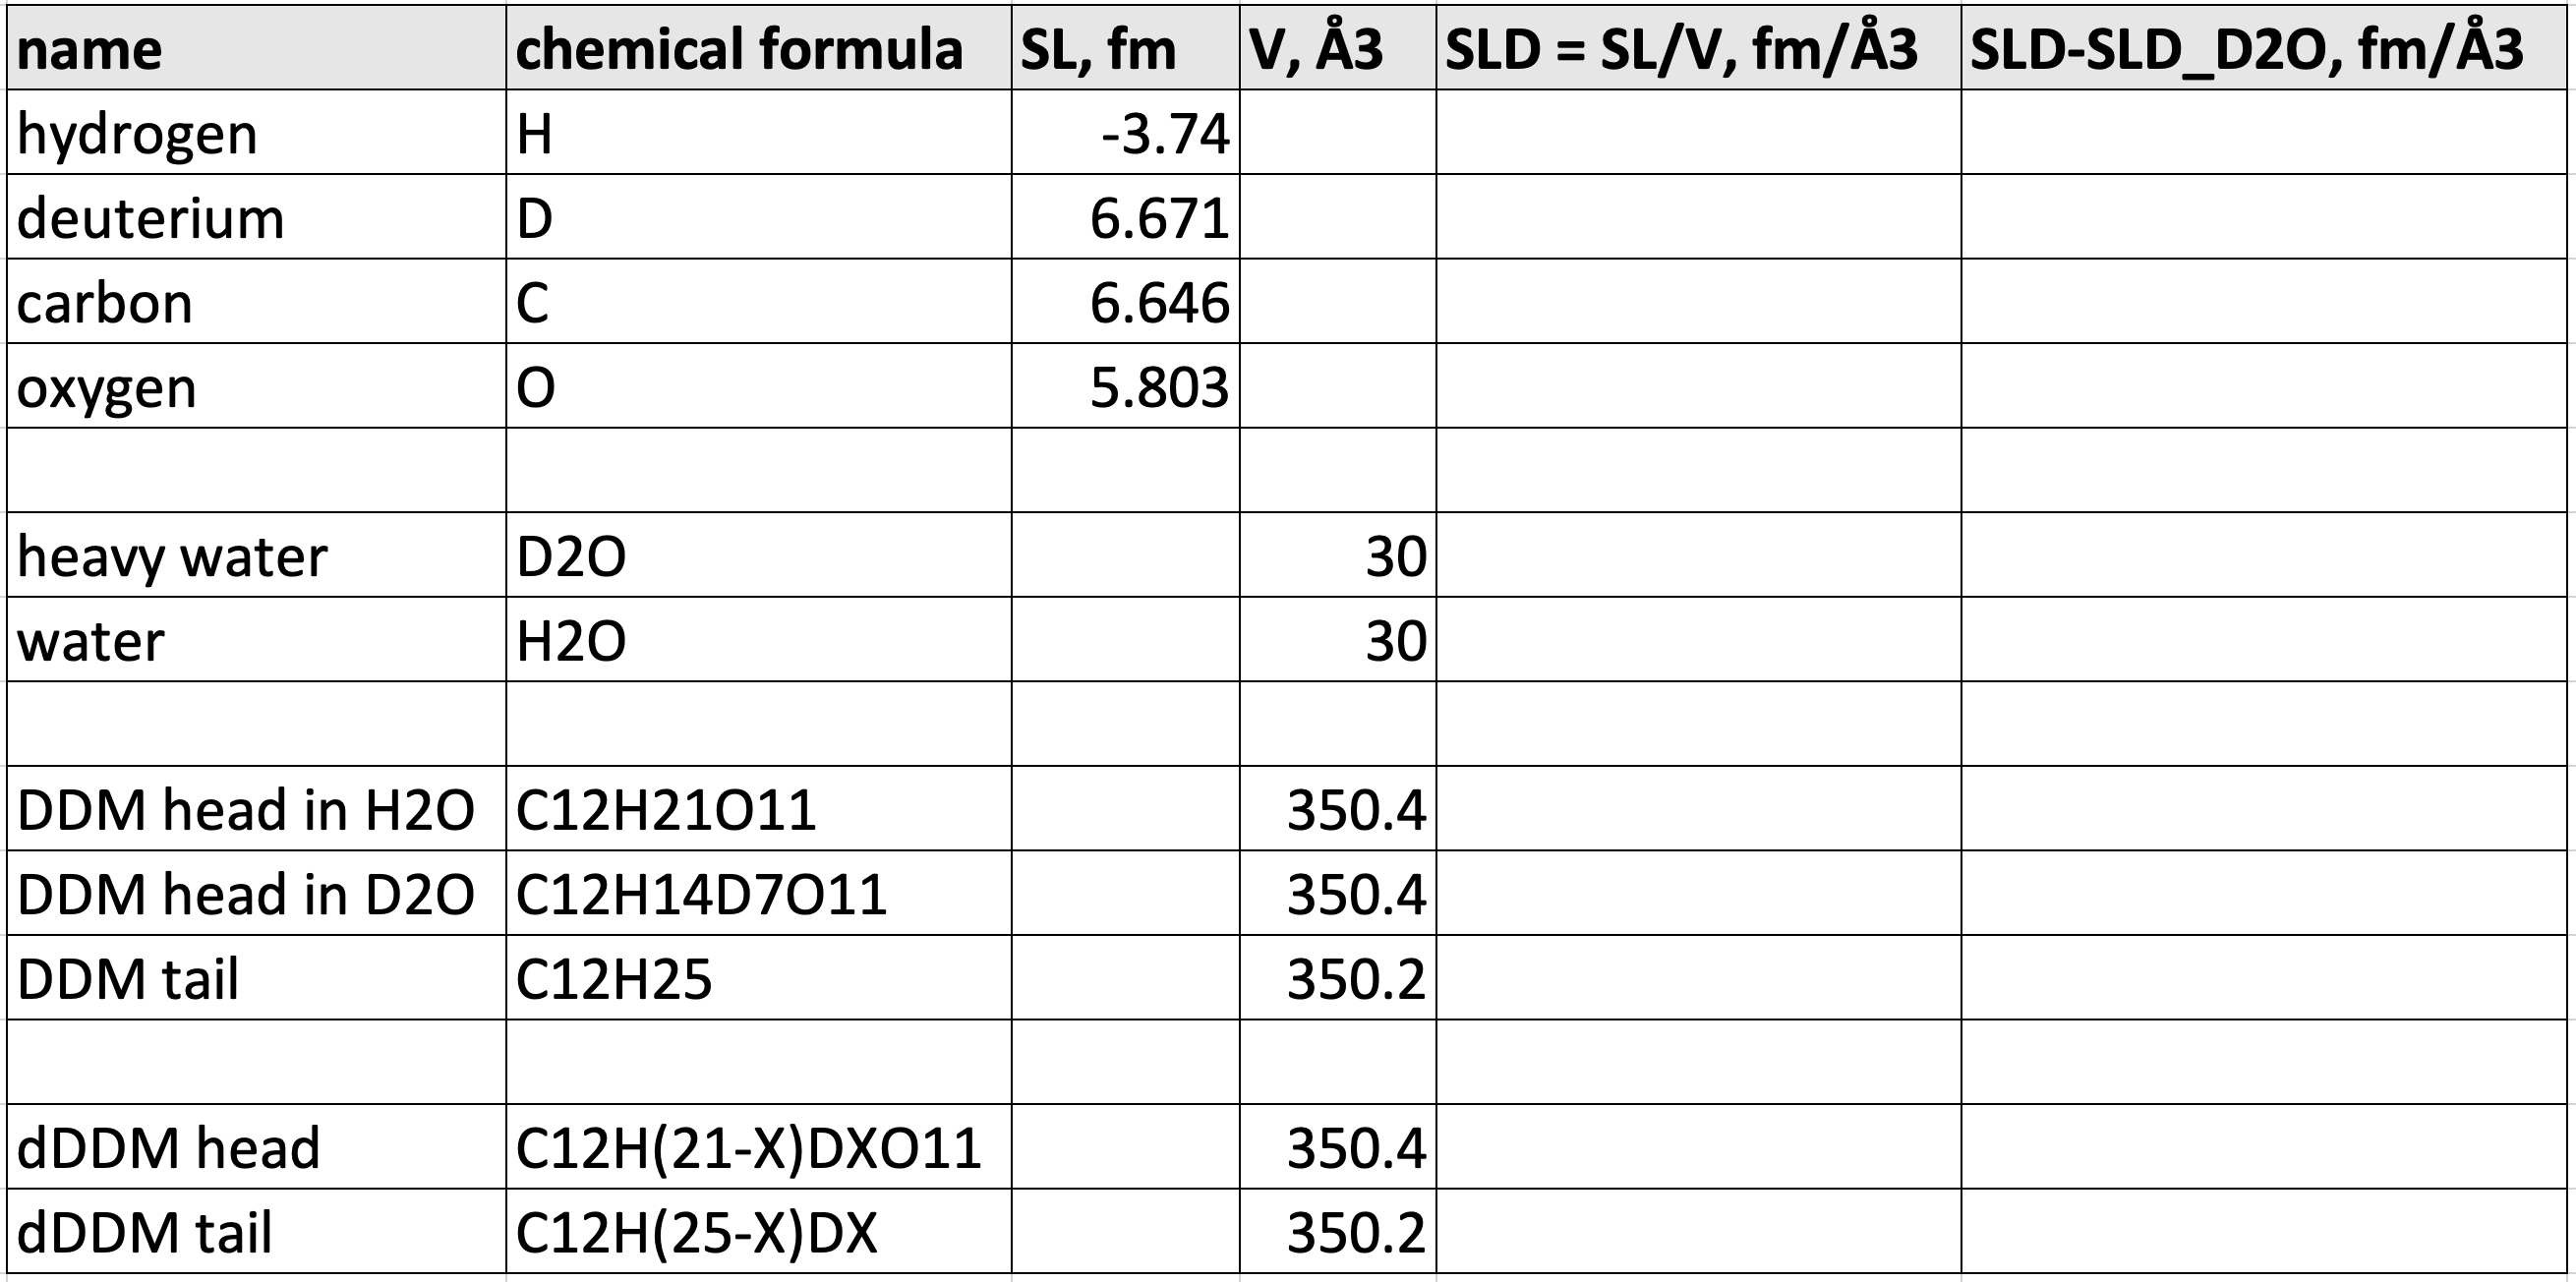 name chemical formula SL, fm V, Å3 SLD = SL/V, fm/Å3 SLD-SLD_D2O, fm/Å3
hydrogen H -3.74
deuterium D 6.671
carbon C 6.646
oxygen O 5.803
heavy water D2O 30
water H2O 30
DDM head in H2O C12H21O11 350.4
DDM head in D2O C12H14D7O11 350.4
DDM tail C12H25 350.2
dDDM head C12H(21-X)DXO11 350.4
dDDM tail C12H(25-X)DX 350.2